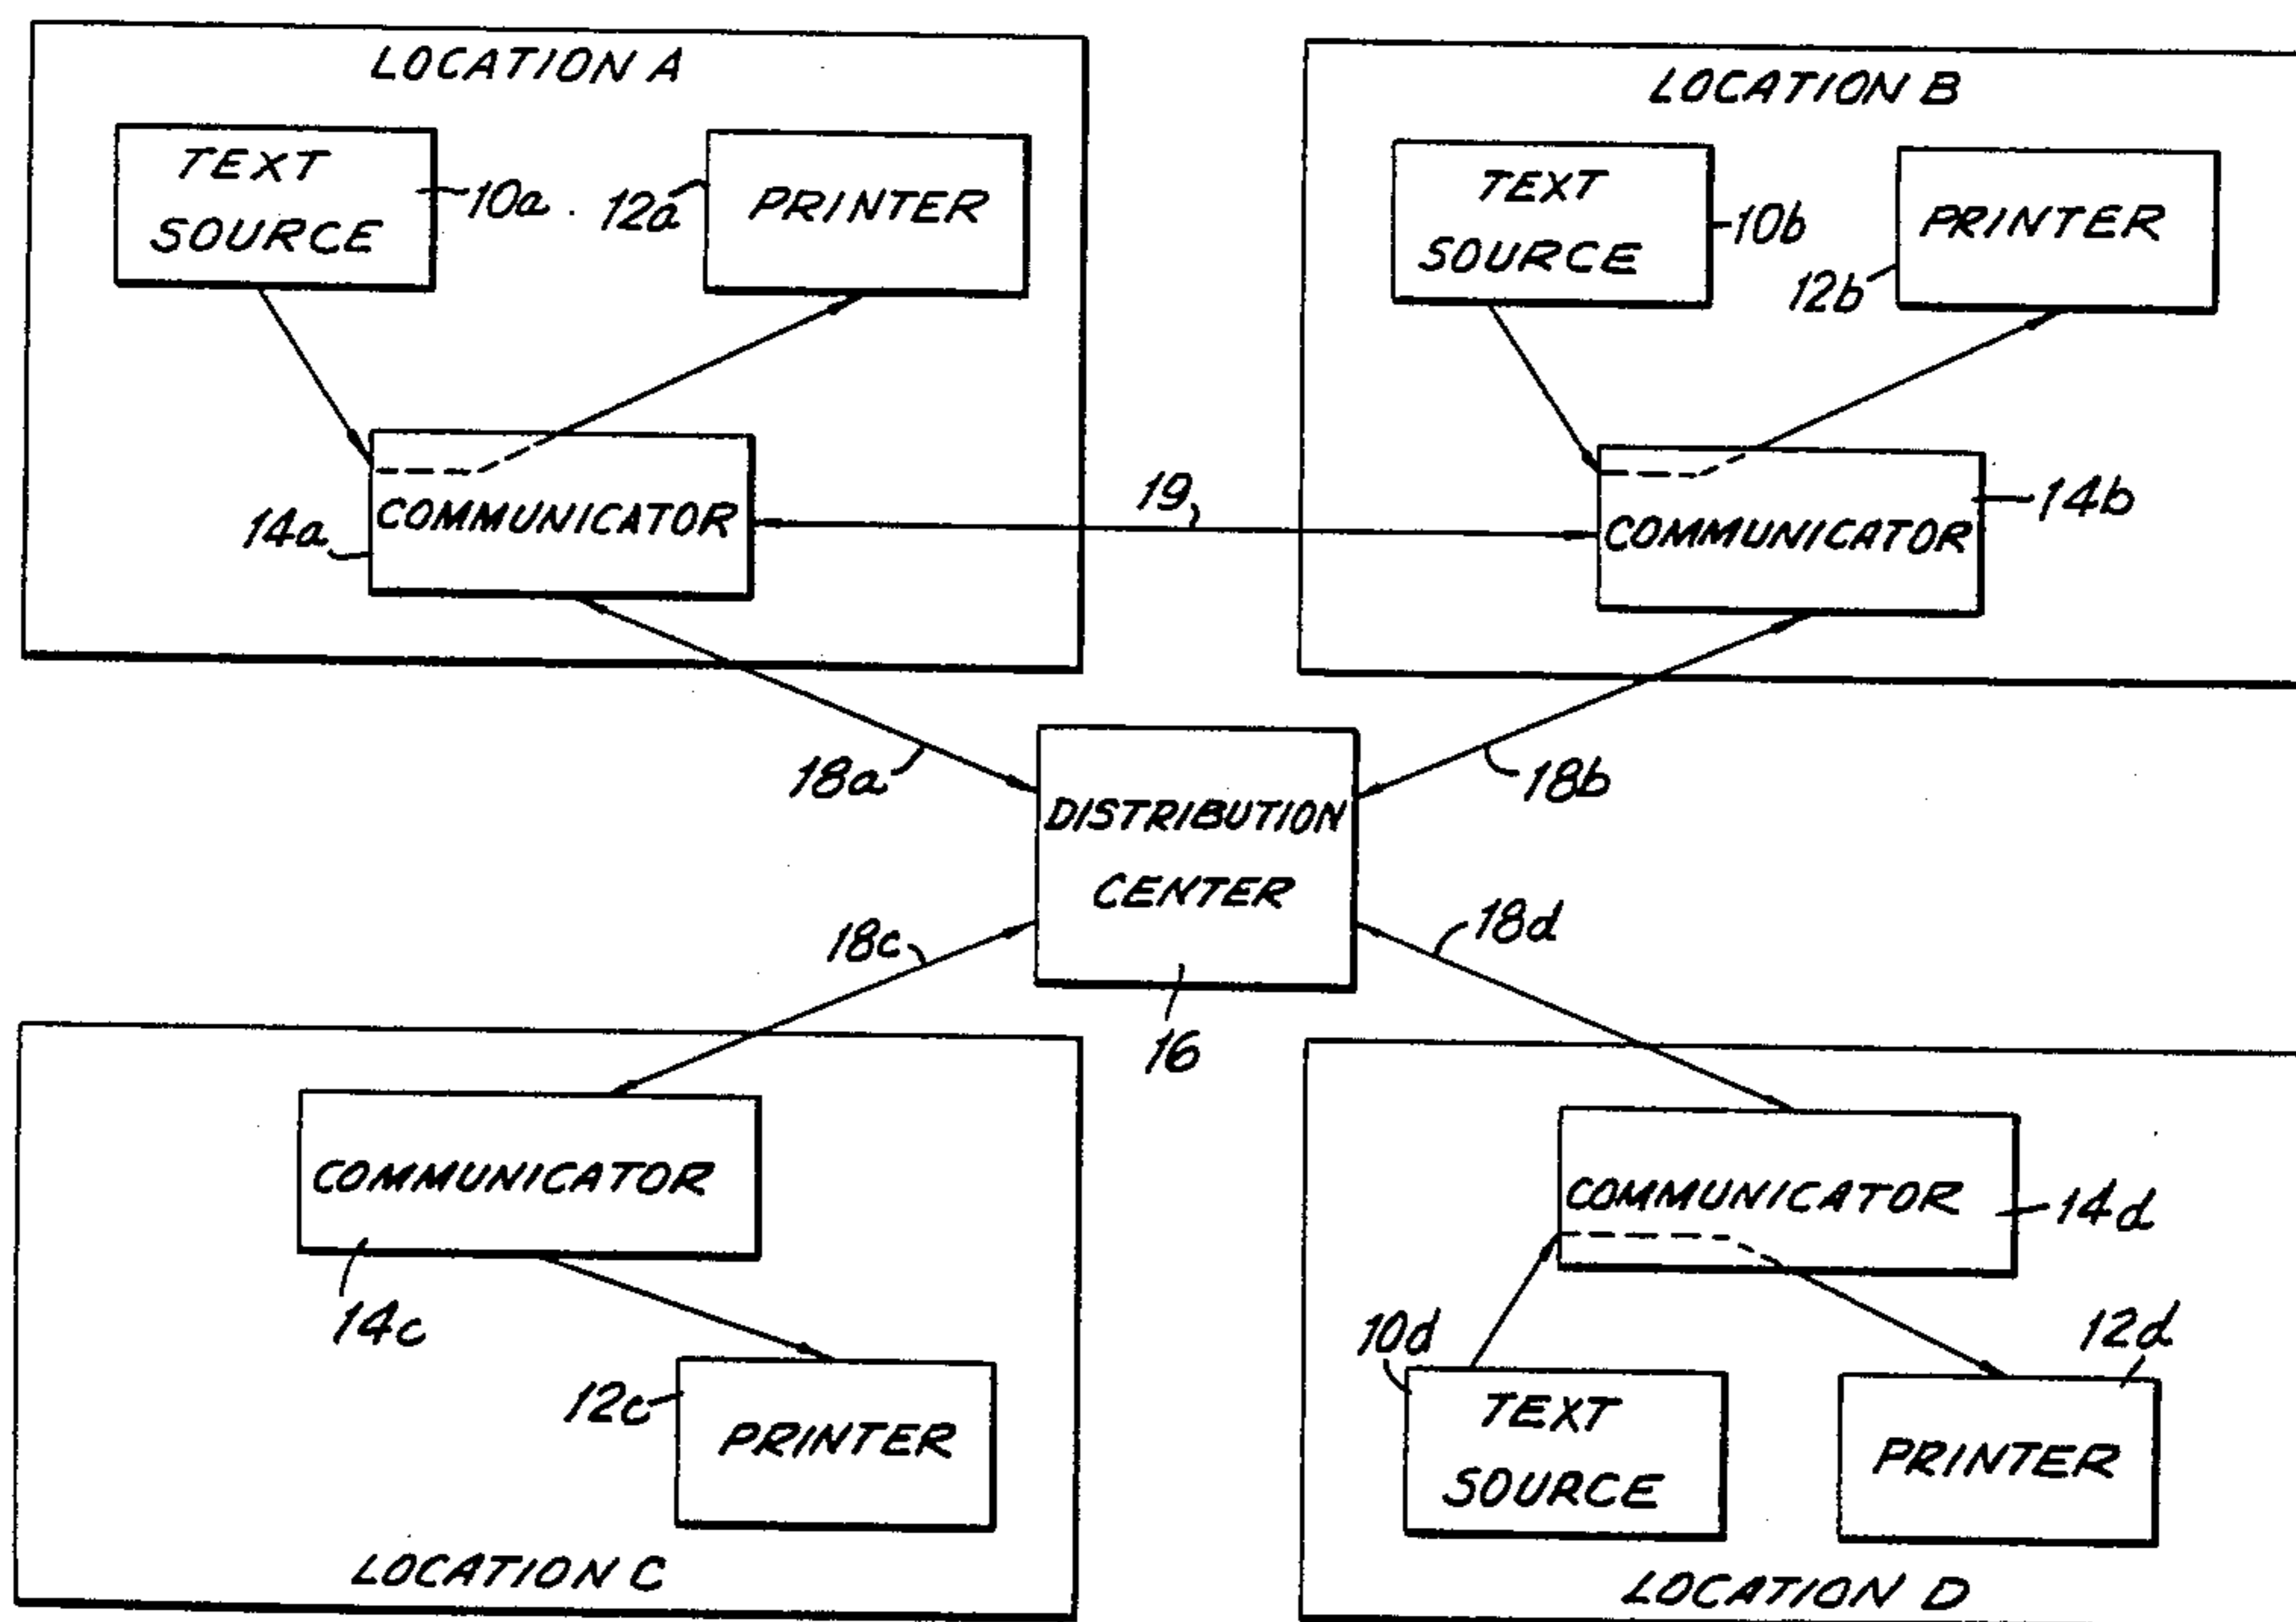 LOCATION A
TEXT
SOURCE
10a
12a
PRINTER
14a
COMMUNICATOR
LOCATION B
TEXT
SOURCE
10b
12b
PRINTER
COMMUNICATOR
14b
19
18a
18b
DISTRIBUTION
CENTER
16
18c
18d
COMMUNICATOR
14c
12c
PRINTER
LOCATION C
COMMUNICATOR
14d
10d
TEXT
SOURCE
12d
PRINTER
LOCATION D